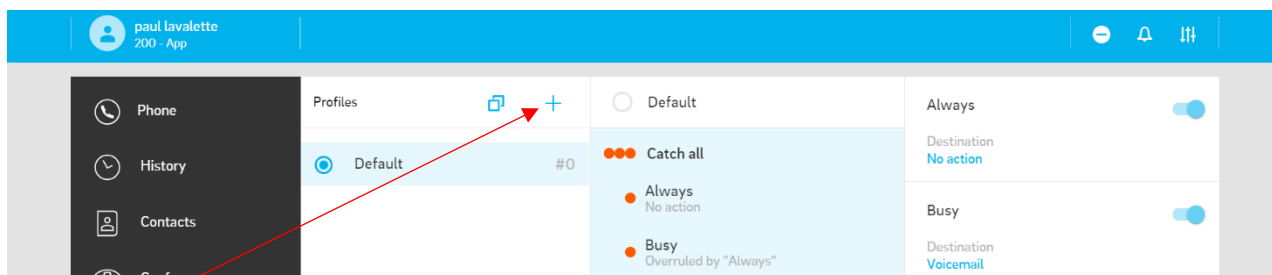 paul lavalette
200 - App
Phone
History
Contacts
Profiles
Default
#0
Default
Catch all
Always
No action
Busy
Overruled by "Always"
Always
Destination
No action
Busy
Destination
Voicemail